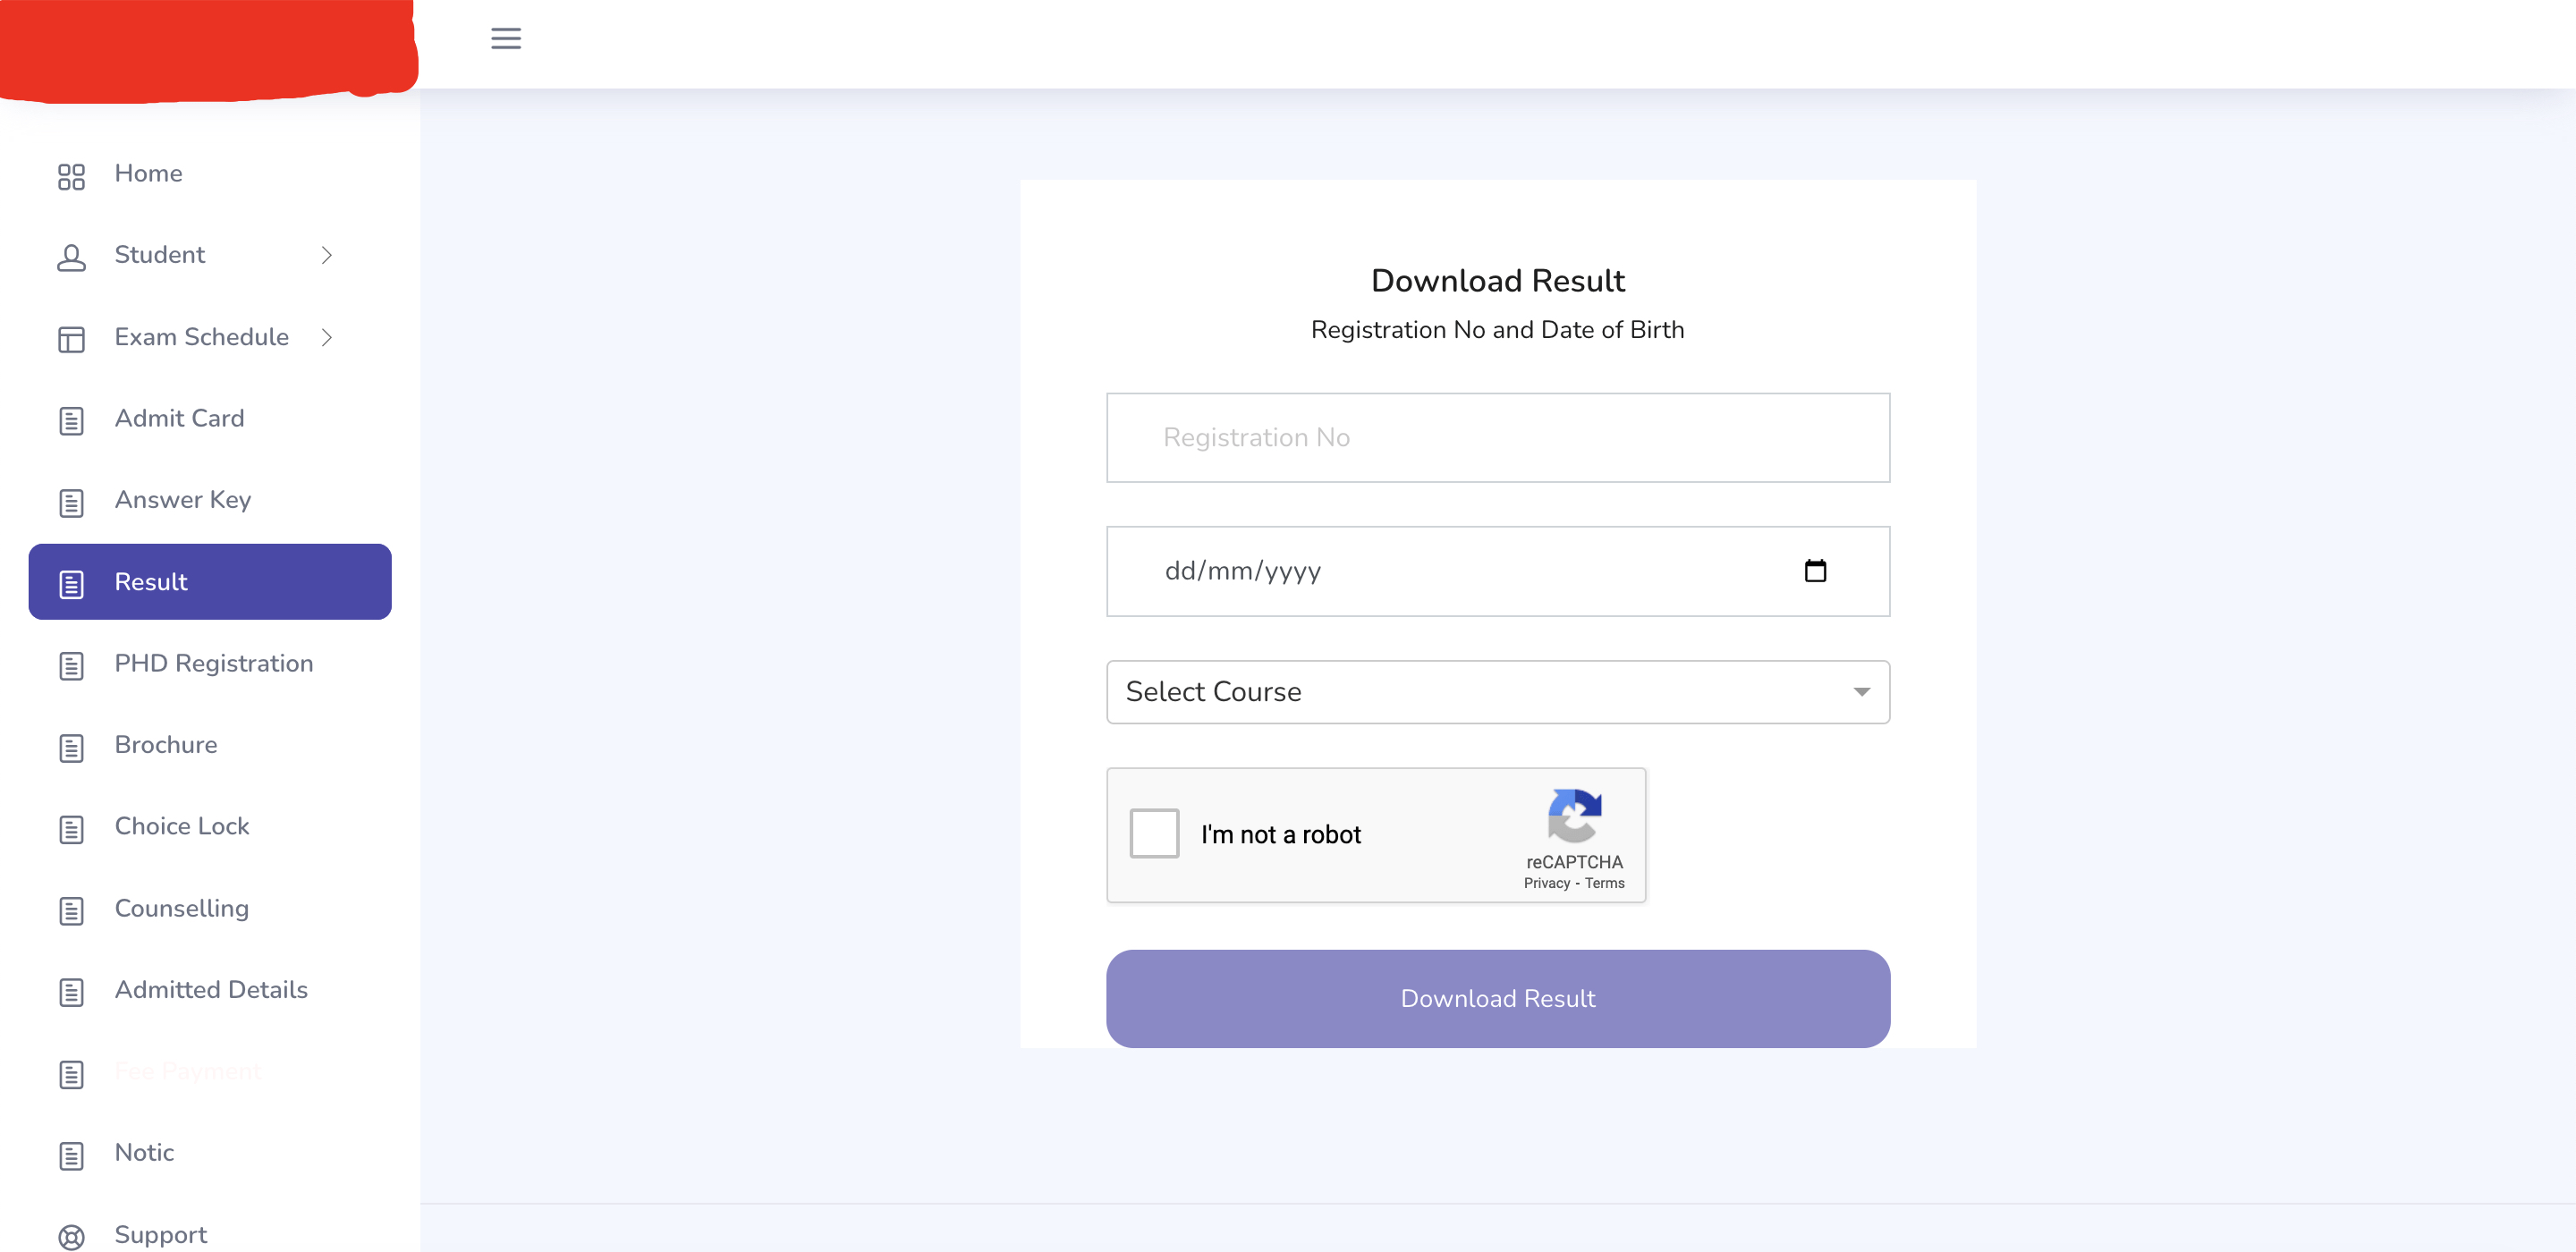 Home
Student
Exam Schedule
Admit Card
Answer Key
Result
PHD Registration
Brochure
Choice Lock
Counselling
Admitted Details
Fee Payment
Notic
Support
Download Result
Registration No and Date of Birth
Registration No
dd/mm/yyyy
Select Course
I'm not a robot
reCAPTCHA
Privacy - Terms
Download Result